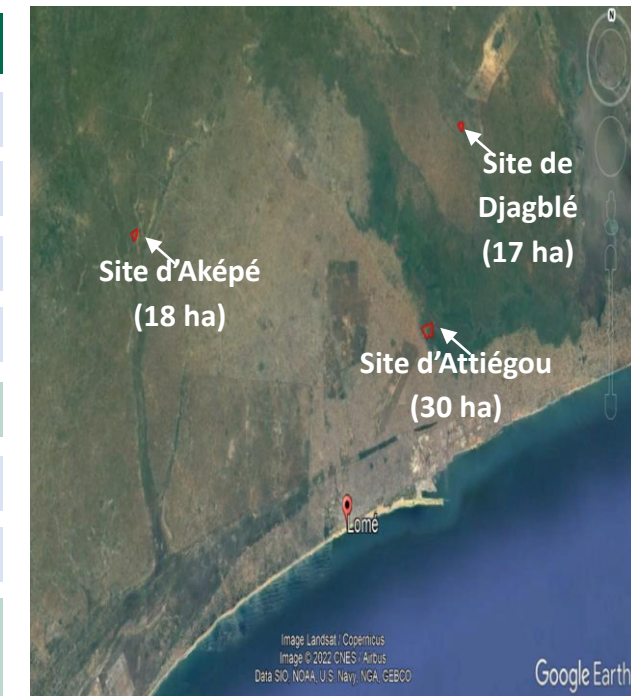 N
Site de
Djagblé
(17 ha)
Site d'Aképé
(18 ha)
Site d'Attiégou
(30 ha)
Lomé
Image Landsat / Copernicus
Image © 2022 CNES / Airbus
Data SIO, NOAA, U.S. Navy, NGA, GEBCO
Google Earth